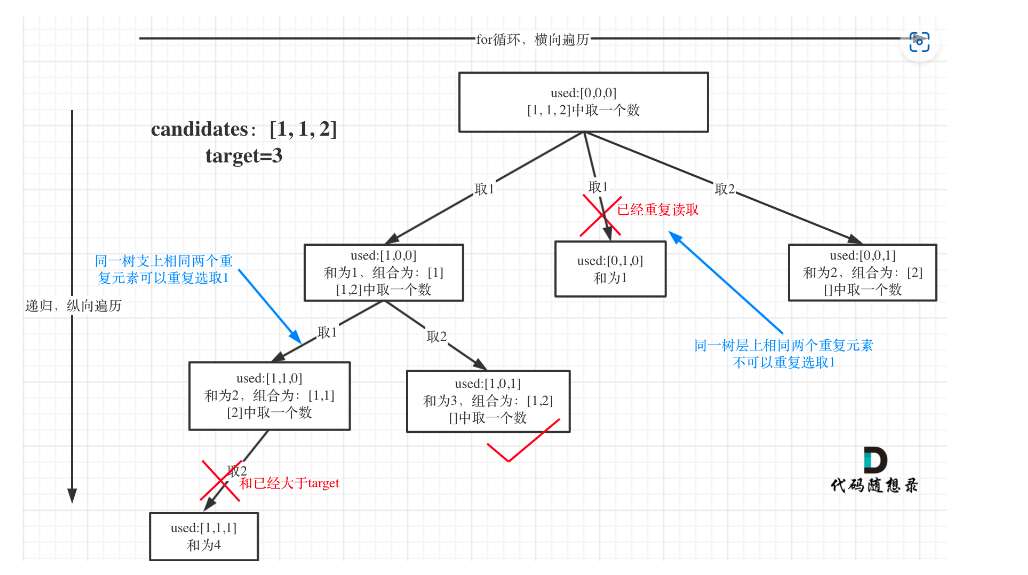 for循环，横向遍历
used:[0,0,0]
[1, 1, 2]中取一个数
candidates：[1, 1, 2]
target=3
取1
取1
取2
已经重复读取
used:[1,0,0]
和为1，组合为：[1]
[1,2]中取一个数
used:[0,1,0]
和为1
used:[0,0,1]
和为2，组合为：[2]
[]中取一个数
同一树支上相同两个重
复元素可以重复选取1
递归，纵向遍历
取1
取2
同一树层上相同两个重复元素
不可以重复选取1
used:[1,1,0]
和为2，组合为：[1,1]
[2]中取一个数
used:[1,0,1]
和为3，组合为：[1,2]
[]中取一个数
取2
和已经大于target
代码随想录
used:[1,1,1]
和为4